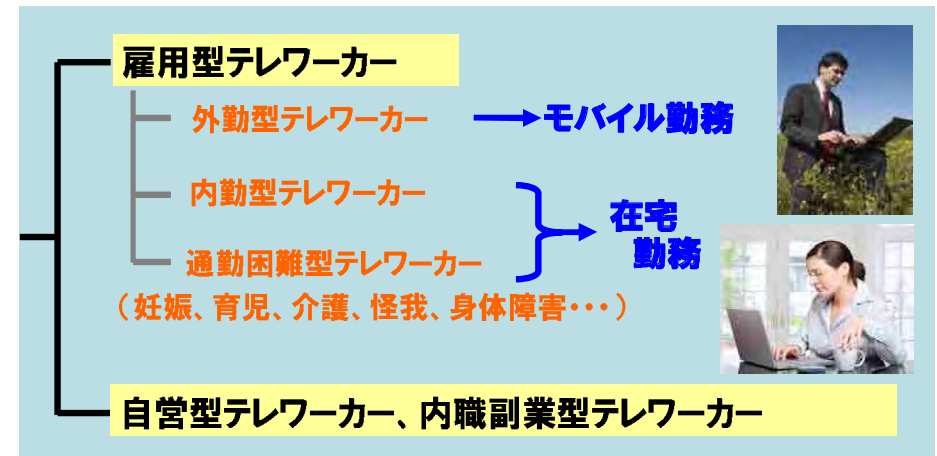 雇用型テレワーカー
外勤型テレワーカー
モバイル勤務
内勤型テレワーカー
通勤困難型テレワーカー
在宅
勤務
（妊娠、育児、介護、怪我、身体障害・・・）
自営型テレワーカー、内職副業型テレワーカー